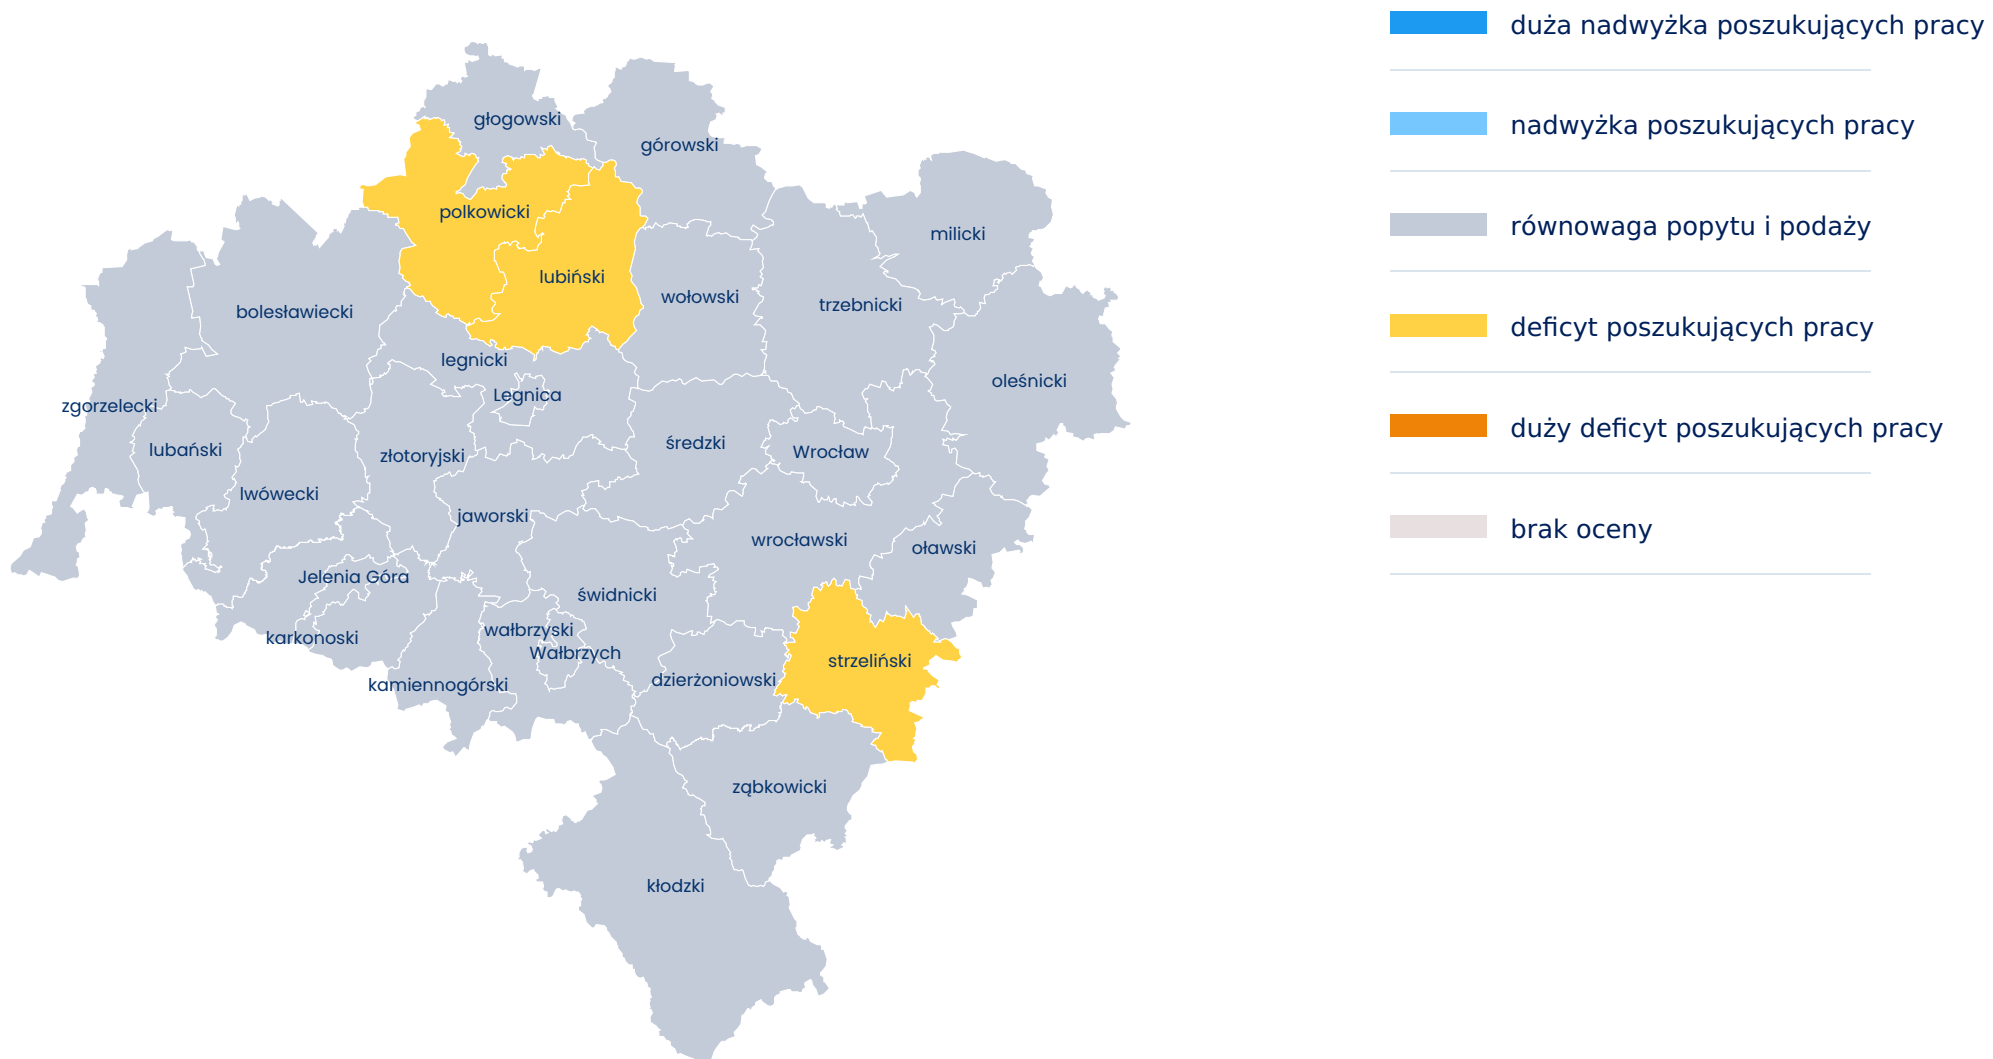 duża nadwyżka poszukujących pracy
nadwyżka poszukujących pracy
równowaga popytu i podaży
deficyt poszukujących pracy
duży deficyt poszukujących pracy
brak oceny
głogowski
górowski
polkowicki
milicki
lubiński
wołowski
trzebnicki
bolesławiecki
legnicki
oleśnicki
Legnica
zgorzelecki
średzki
lubański
Wrocław
złotoryjski
lwówecki
jaworski
wrocławski
oławski
Jelenia Góra
świdnicki
wałbrzyski
karkonoski
Wałbrzych
strzeliński
dzierżoniowski
kamiennogórski
ząbkowicki
kłodzki